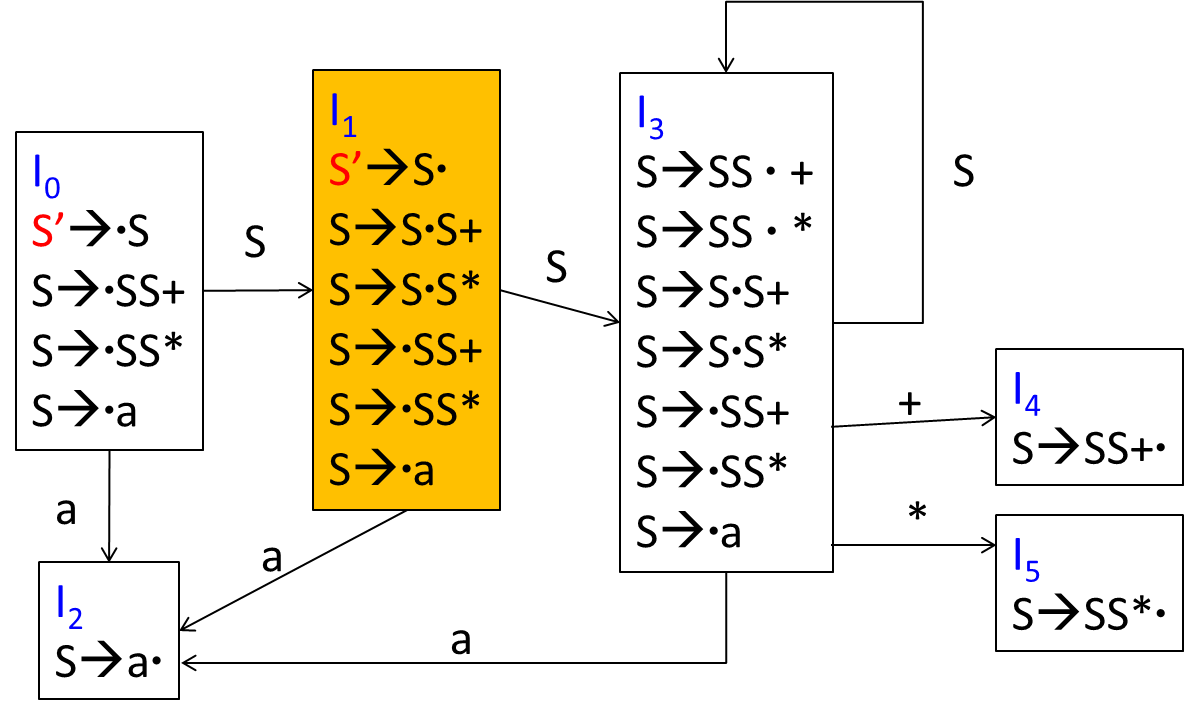 I₀
S’→·S
S→·SS+
S→·SS*
S→·a
S
a
I₁
S’→S·
S→S·S+
S→S·S*
S→·SS+
S→·SS*
S→·a
S
a
I₂
S→a·
I₃
S→SS · +
S→SS · *
S→S·S+
S→S·S*
S→·SS+
S→·SS*
S→·a
S
+
*
a
I₄
S→SS+·
I₅
S→SS*·